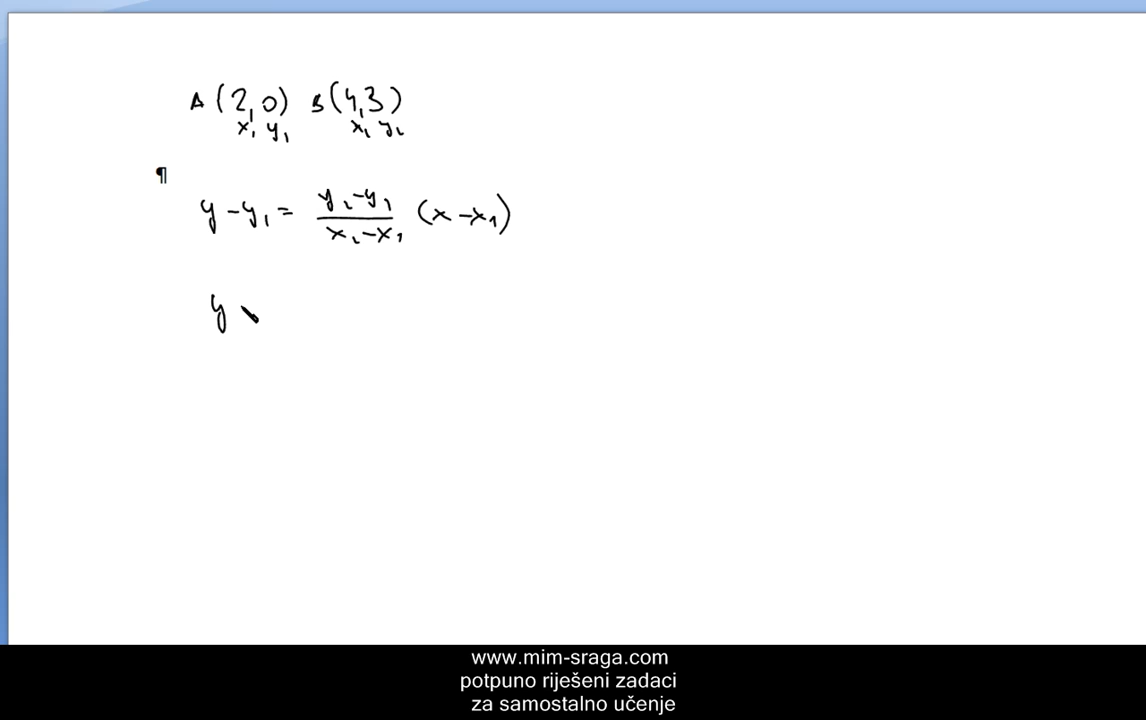 A(2,0) B(4,3)
x₁ y₁ x₂ y₂
¶
y-y₁= y₂-y₁/x₂-x₁ (x-x₁)
y
www.mim-sraga.com
potpuno riješeni zadaci
za samostalno učenje